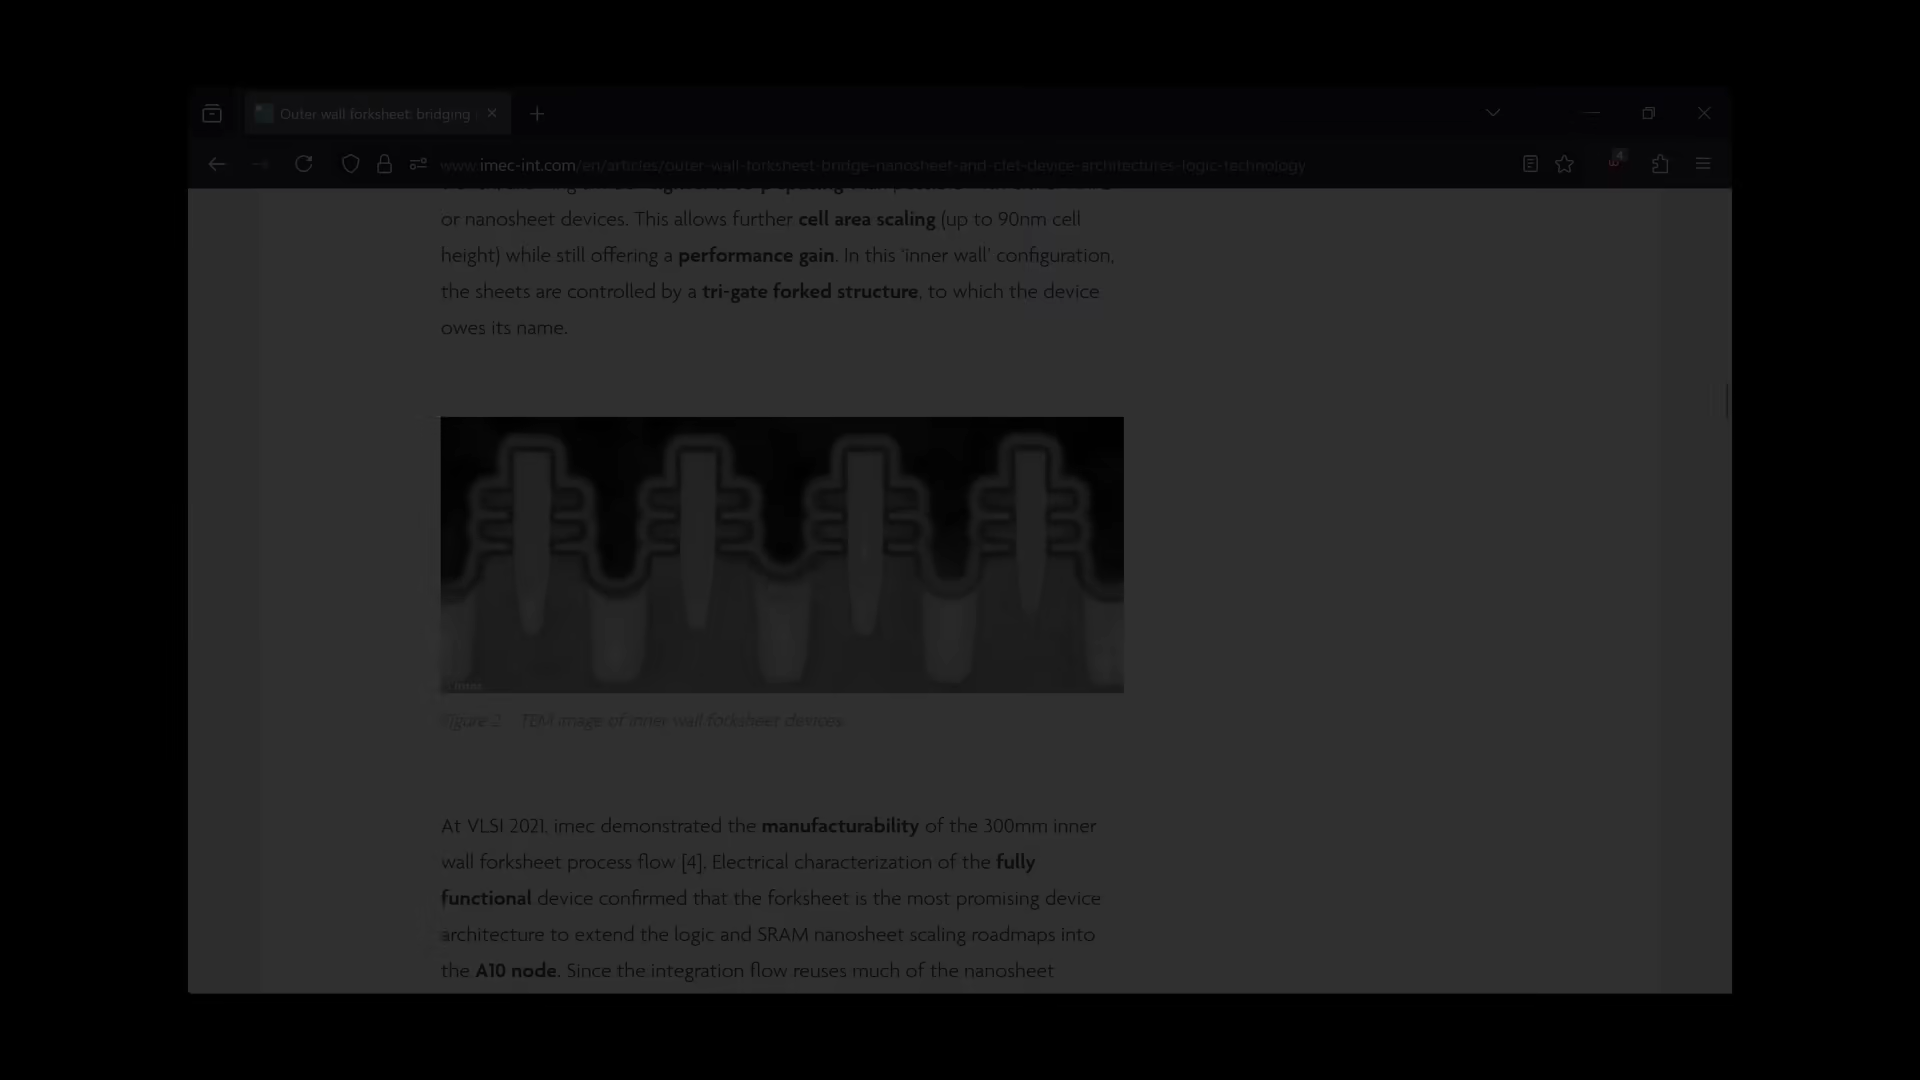 Outer wall forksheet: bridging
www.imec-int.com/en/articles/outer-wall-forksheet-bridge-nanosheet-and-cfet-device-architectures-logic-technology
4
or nanosheet devices. This allows further cell area scaling (up to 90nm cell
height) while still offering a performance gain. In this 'inner wall' configuration,
the sheets are controlled by a tri-gate forked structure, to which the device
owes its name.
imec
Figure 2 TEM image of inner wall forksheet devices.
At VLSI 2021, imec demonstrated the manufacturability of the 300mm inner
wall forksheet process flow [4]. Electrical characterization of the fully
functional device confirmed that the forksheet is the most promising device
architecture to extend the logic and SRAM nanosheet scaling roadmaps into
the A10 node. Since the integration flow reuses much of the nanosheet